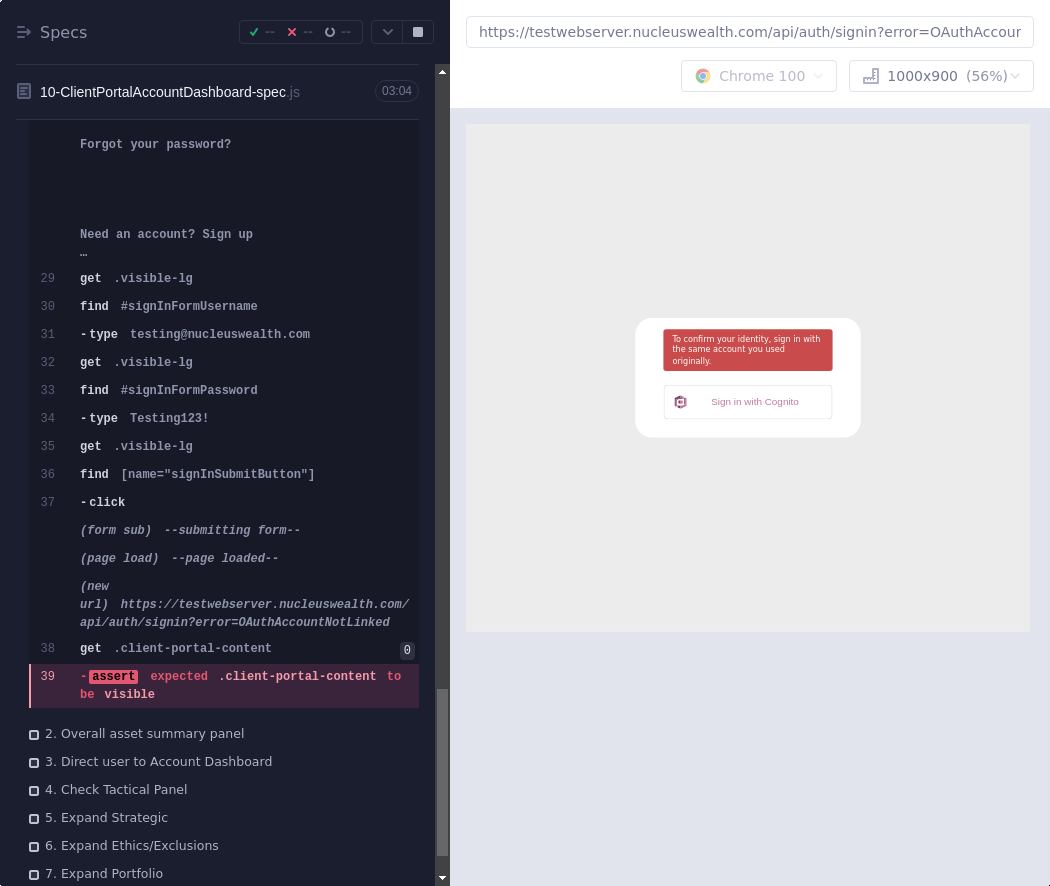 Specs
-- -- --
10-ClientPortalAccountDashboard-spec.js 03:04
Forgot your password?
Need an account? Sign up
…
29 get .visible-lg
30 find #signInFormUsername
31 -type testing@nucleuswealth.com
32 get .visible-lg
33 find #signInFormPassword
34 -type Testing123!
35 get .visible-lg
36 find [name="signInSubmitButton"]
37 -click
(form sub) --submitting form--
(page load) --page loaded--
(new
url) https://testwebserver.nucleuswealth.com/
api/auth/signin?error=OAuthAccountNotLinked
38 get .client-portal-content 0
39 -assert expected .client-portal-content to
be visible
2. Overall asset summary panel
3. Direct user to Account Dashboard
4. Check Tactical Panel
5. Expand Strategic
6. Expand Ethics/Exclusions
7. Expand Portfolio
https://testwebserver.nucleuswealth.com/api/auth/signin?error=OAuthAccour
Chrome 100
1000x900 (56%)
To confirm your identity, sign in with
the same account you used
originally.
Sign in with Cognito